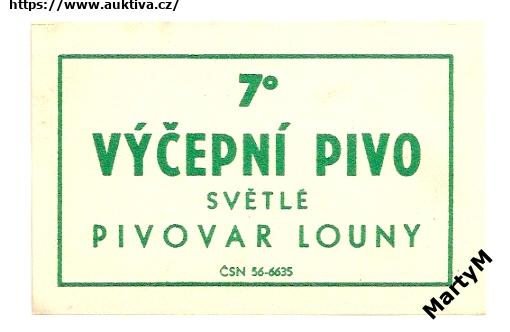 https://www.auktiva.cz/
7°
VÝČEPNÍ PIVO
SVĚTLÉ
PIVOVAR LOUNY
ČSN 56-6635
MartyM